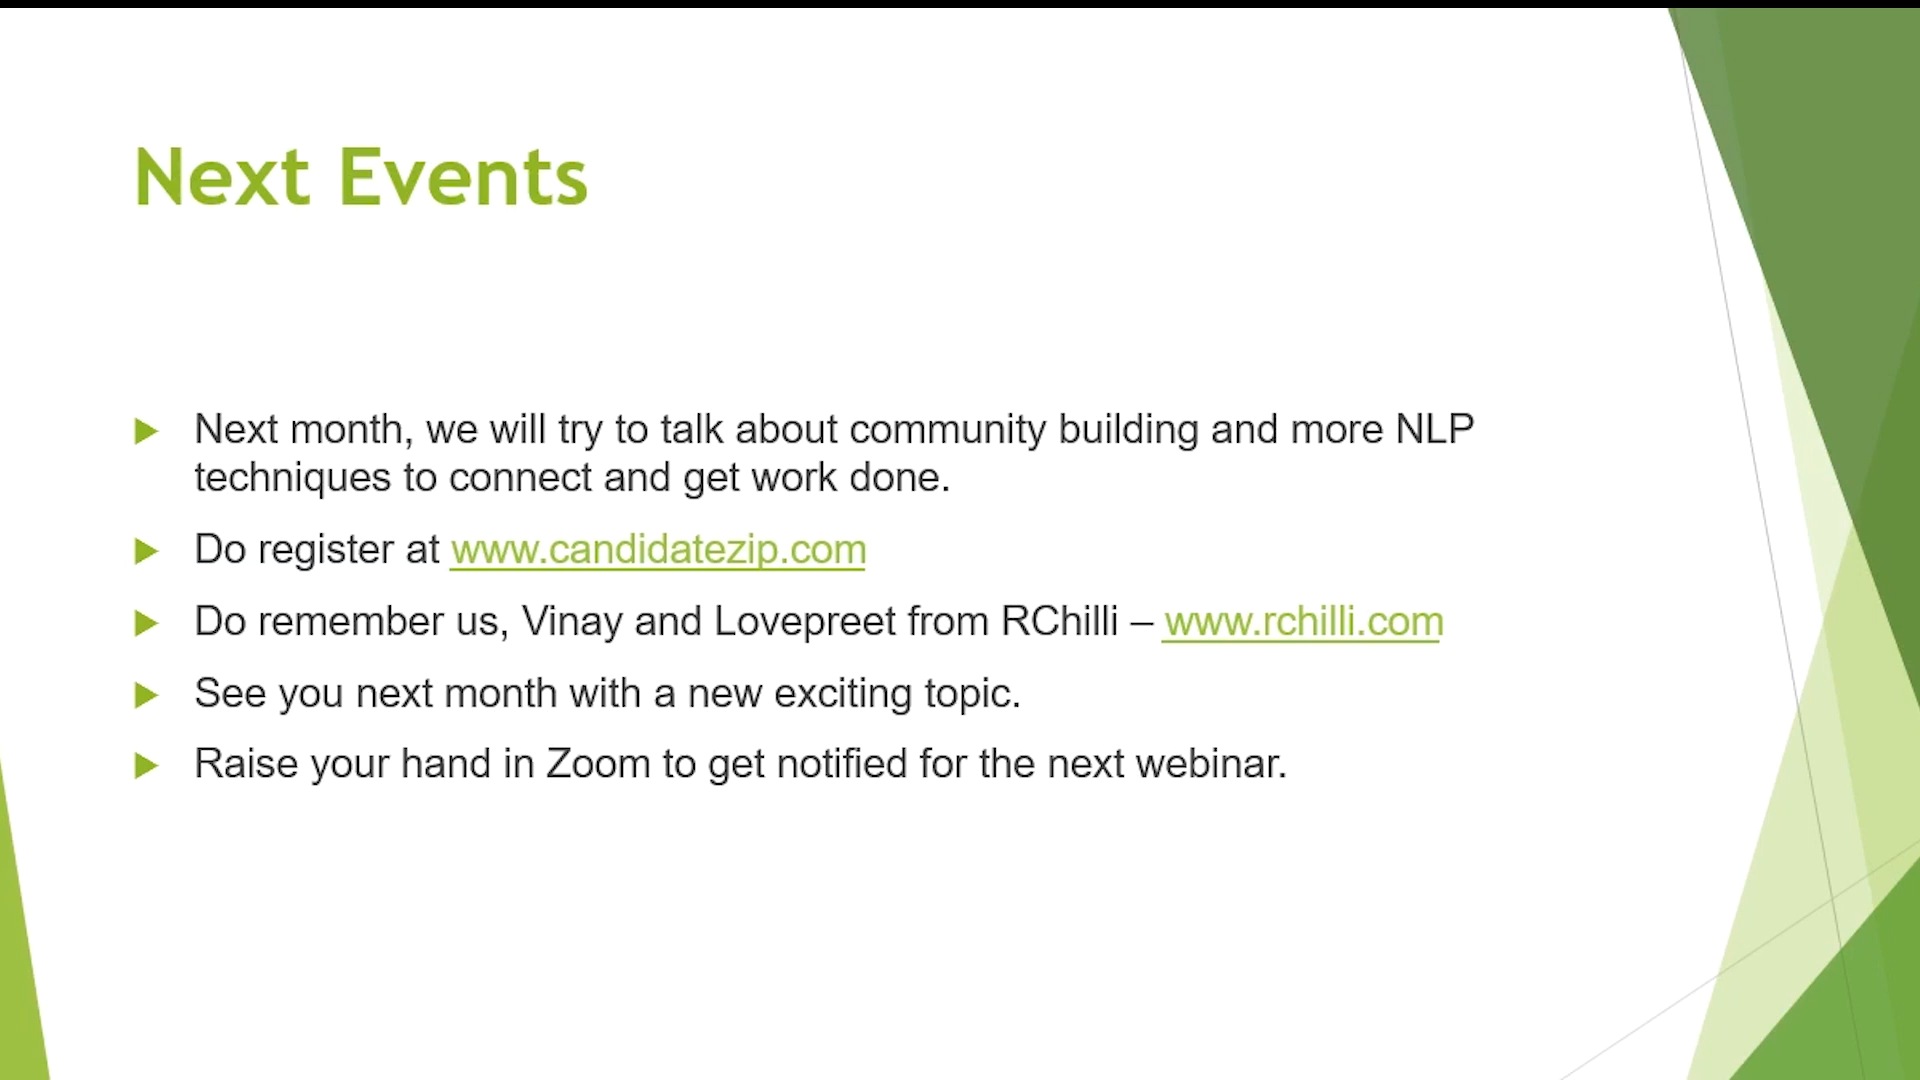 Next Events
Next month, we will try to talk about community building and more NLP
techniques to connect and get work done.
Do register at www.candidatezip.com
Do remember us, Vinay and Lovepreet from RChilli – www.rchilli.com
See you next month with a new exciting topic.
Raise your hand in Zoom to get notified for the next webinar.